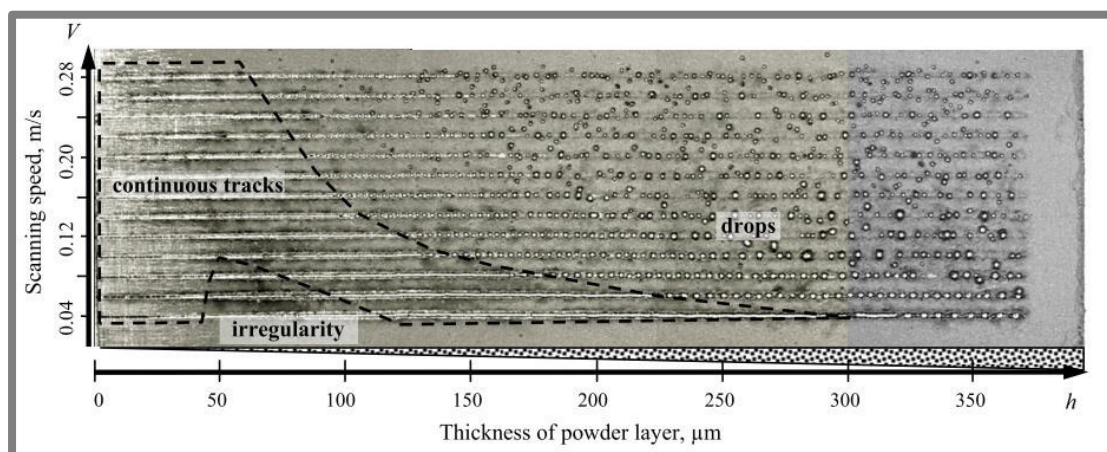 V
Scanning speed, m/s
0.28
0.20
0.12
0.04
continuous tracks
drops
irregularity
0 50 100 150 200 250 300 350 h
Thickness of powder layer, µm